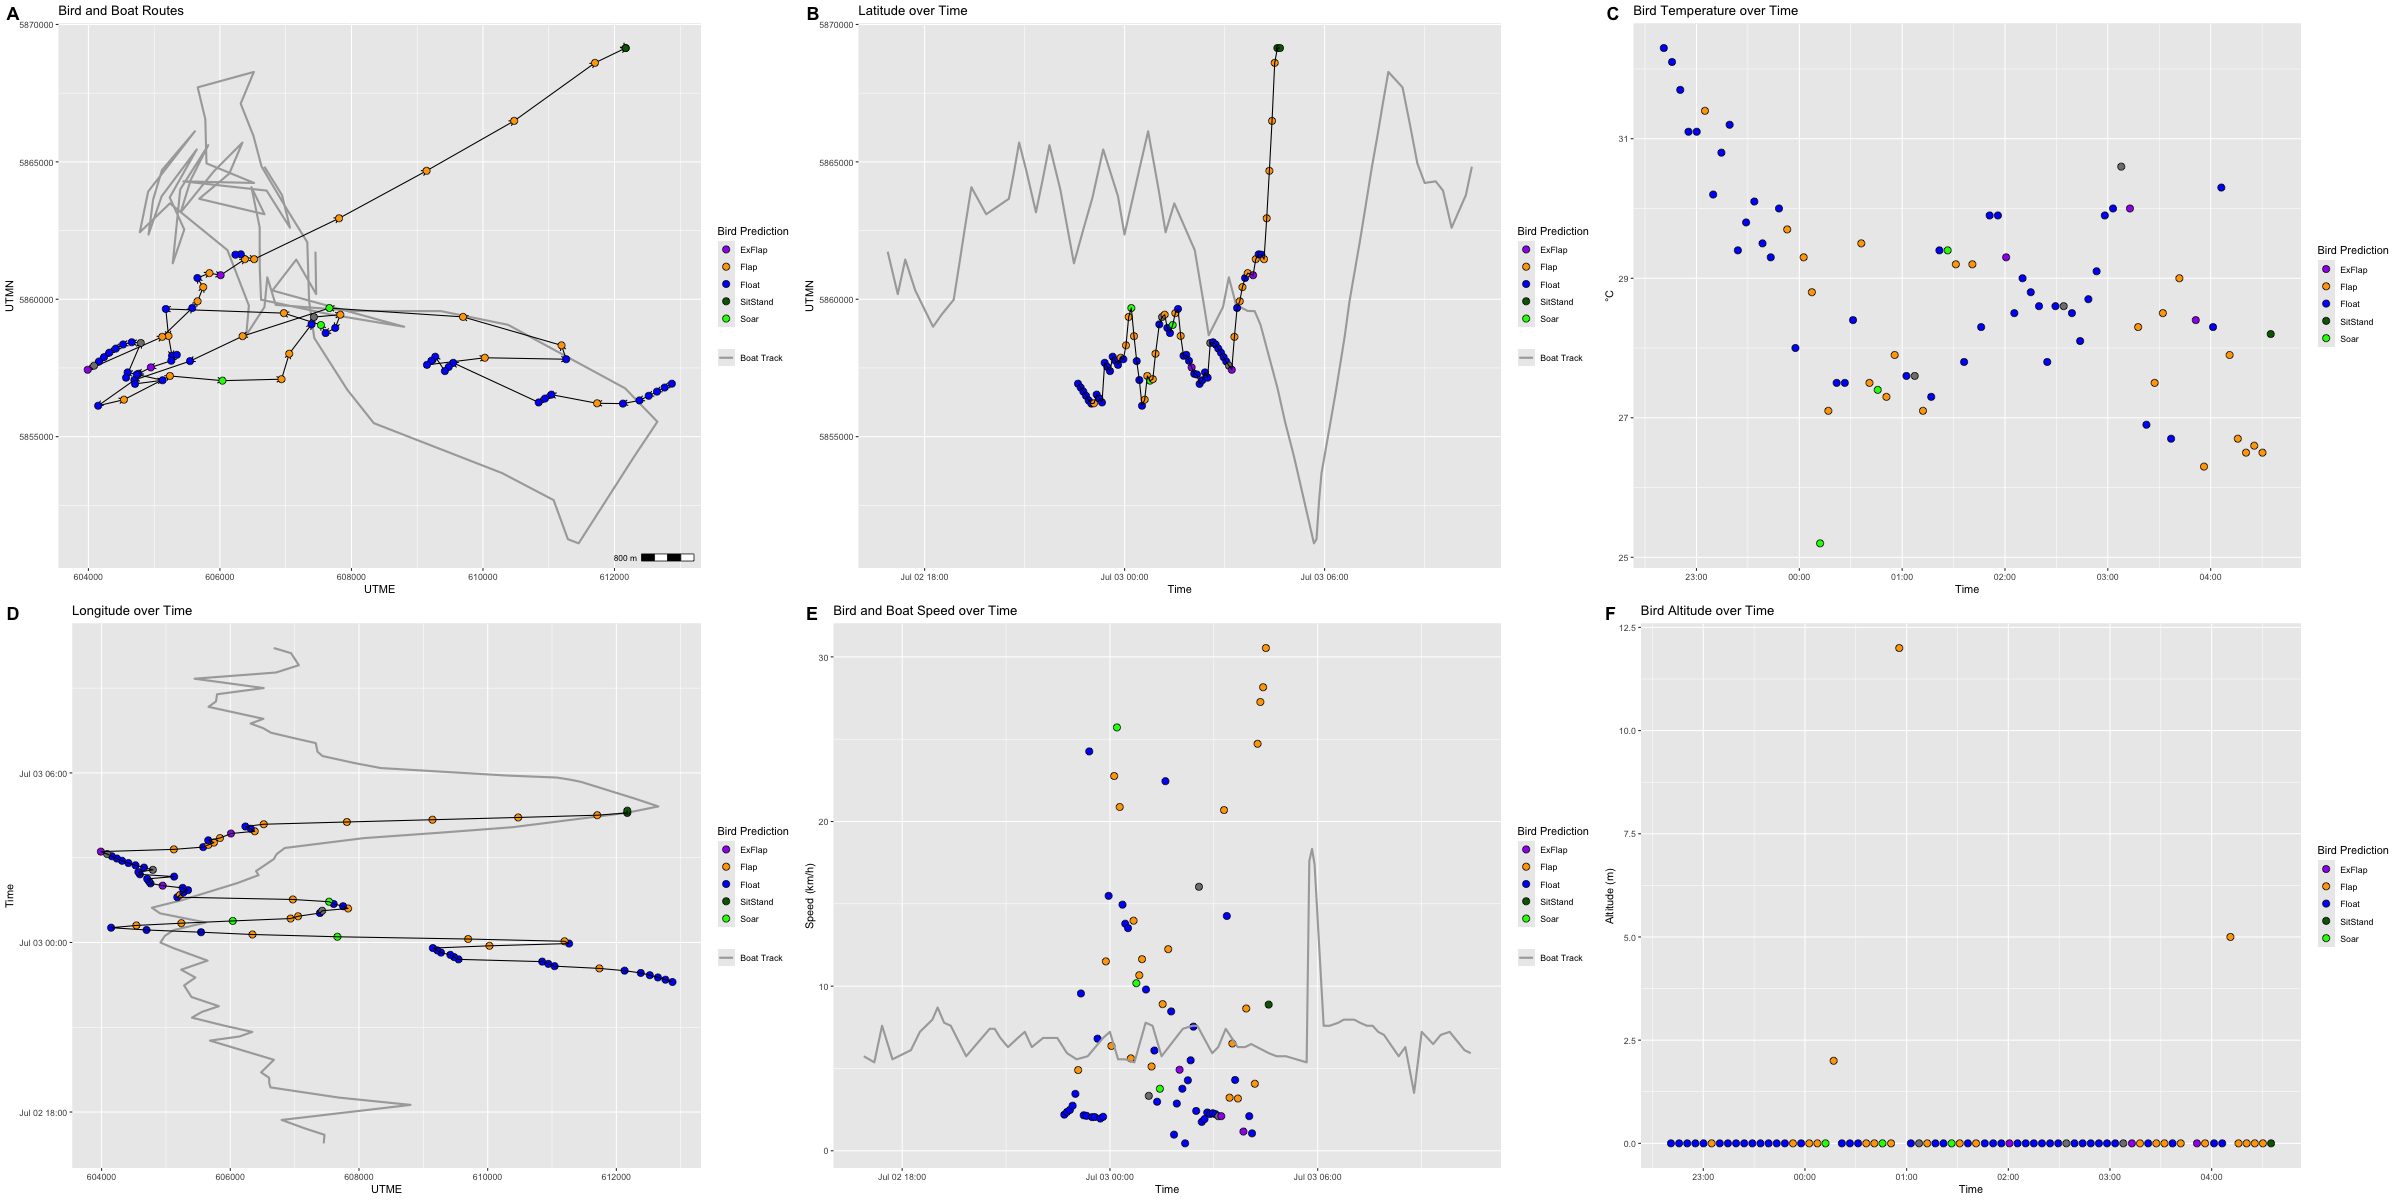 A
Bird and Boat Routes
5870000
5865000
5860000
5855000
UTMN
604000
606000
608000
610000
612000
UTME
800 m
Bird Prediction
ExFlap
Flap
Float
SitStand
Soar
Boat Track
B
Latitude over Time
5870000
5865000
5860000
5855000
UTMN
Jul 02 18:00
Jul 03 00:00
Jul 03 06:00
Time
Bird Prediction
ExFlap
Flap
Float
SitStand
Soar
Boat Track
C
Bird Temperature over Time
31
29
27
25
°C
23:00
00:00
01:00
02:00
03:00
04:00
Time
Bird Prediction
ExFlap
Flap
Float
SitStand
Soar
D
Longitude over Time
Jul 03 06:00
Jul 03 00:00
Jul 02 18:00
Time
604000
606000
608000
610000
612000
UTME
Bird Prediction
ExFlap
Flap
Float
SitStand
Soar
Boat Track
E
Bird and Boat Speed over Time
30
20
10
0
Speed (km/h)
Jul 02 18:00
Jul 03 00:00
Jul 03 06:00
Time
Bird Prediction
ExFlap
Flap
Float
SitStand
Soar
Boat Track
F
Bird Altitude over Time
12.5
10.0
7.5
5.0
2.5
0.0
Altitude (m)
23:00
00:00
01:00
02:00
03:00
04:00
Time
Bird Prediction
ExFlap
Flap
Float
SitStand
Soar